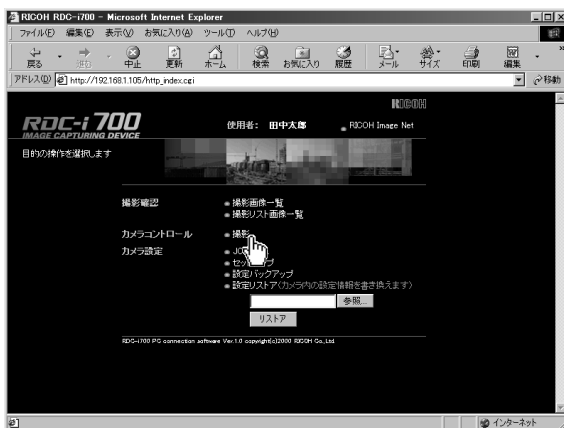 RICOH RDC-i700 - Microsoft Internet Explorer
ファイル(F) 編集(E) 表示(V) お気に入り(A) ツール(T) ヘルプ(H)
戻る 進む 中止 更新 ホーム 検索 お気に入り 履歴 メール サイズ 印刷 編集
アドレス(D) http://192.168.1.105/http_index.cgi 移動
RICOH
RDC-i 700
IMAGE CAPTURING DEVICE
使用者： 田中太郎
RICOH Image Net
目的の操作を選択します
撮影確認
撮影画像一覧
撮影リスト画像一覧
カメラコントロール
撮影
カメラ設定
設定バックアップ
設定リストア(カメラ内の設定情報を書き換えます)
参照...
リストア
RDC-i700 PC connection software Ver.1.0 copyright(c)2000 RICOH Co.,Ltd.
インターネット